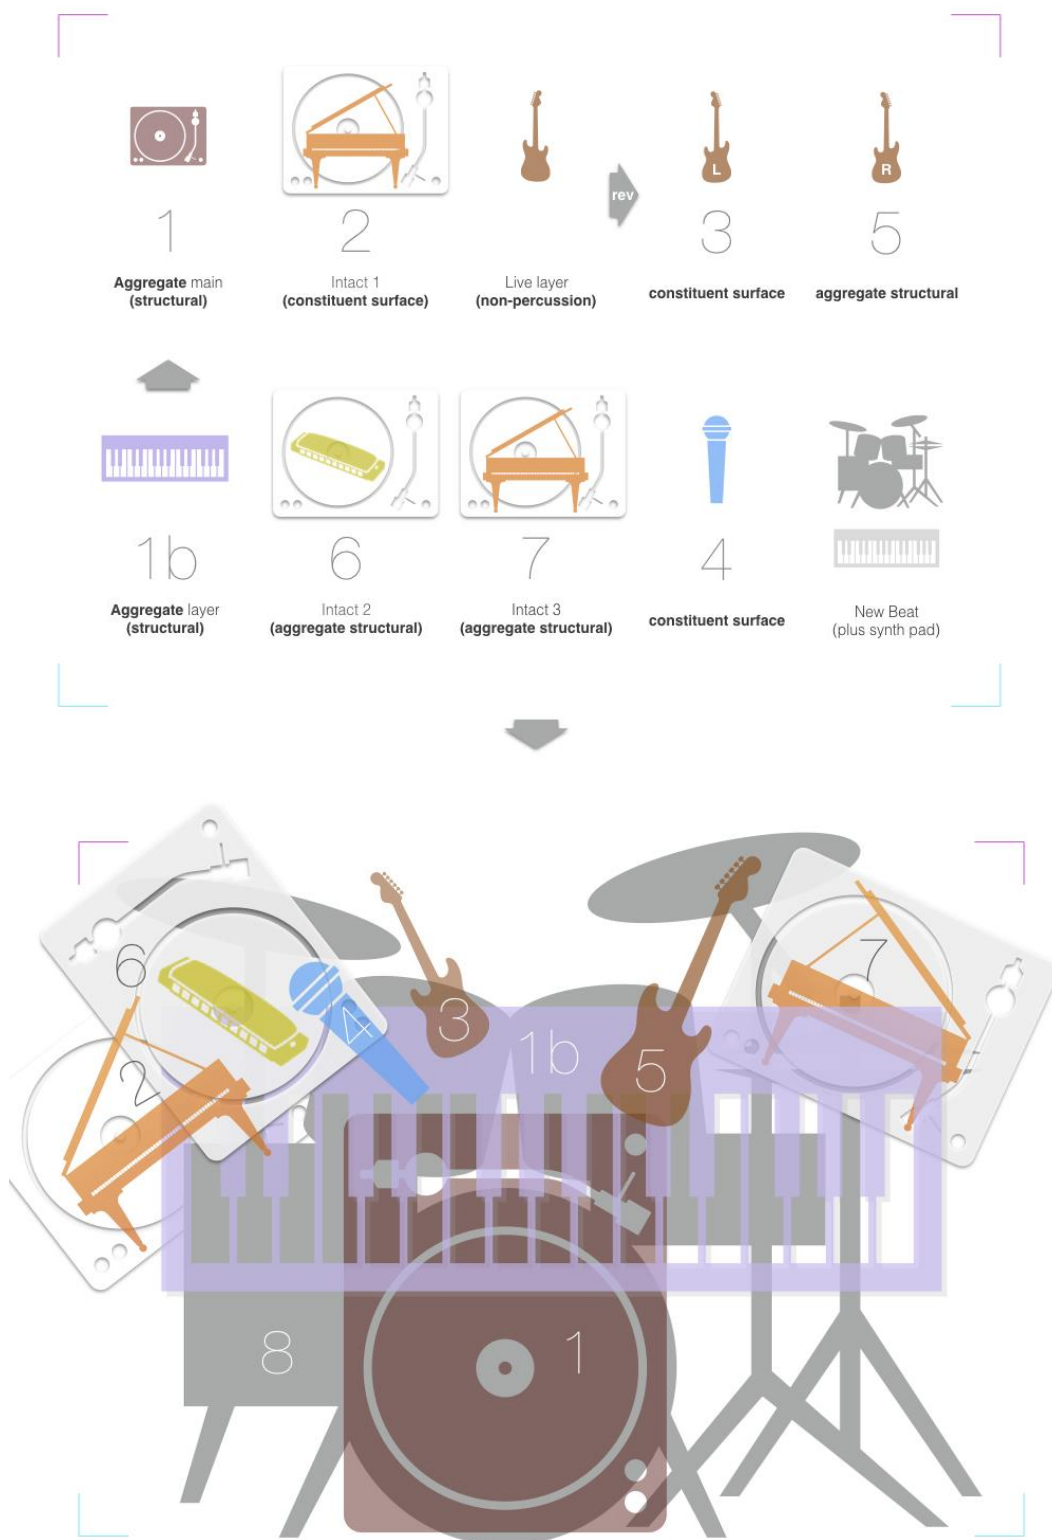 L
R
rev
1
2
3
5
Aggregate main
(structural)
Intact 1
(constituent surface)
Live layer
(non-percussion)
constituent surface
aggregate structural
1b
6
7
4
Aggregate layer
(structural)
Intact 2
(aggregate structural)
Intact 3
(aggregate structural)
constituent surface
New Beat
(plus synth pad)
6
7
4
3
1b
5
2
8
1